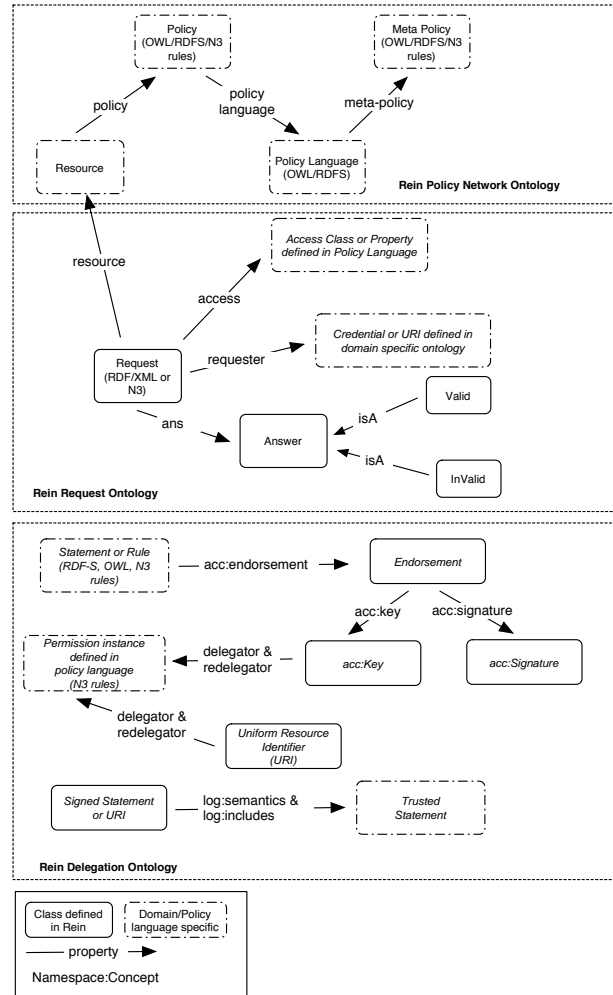 Policy
(OWL/RDFS/N3
rules)
Meta Policy
(OWL/RDFS/N3
rules)
policy
policy
language
meta-policy
Resource
Policy Language
(OWL/RDFS)
Rein Policy Network Ontology
resource
Access Class or Property
defined in Policy Language
access
Credential or URI defined in
domain specific ontology
requester
Request
(RDF/XML or
N3)
Valid
ans
isA
Answer
isA
InValid
Rein Request Ontology
Statement or Rule
(RDF-S, OWL, N3
rules)
acc:endorsement
Endorsement
acc:key
acc:signature
Permission instance
defined in
policy language
(N3 rules)
delegator &
redelegator
acc:Key
acc:Signature
delegator &
redelegator
Uniform Resource
Identifier
(URI)
Signed Statement
or URI
log:semantics &
log:includes
Trusted
Statement
Rein Delegation Ontology
Class defined
in Rein
Domain/Policy
language specific
property
Namespace:Concept